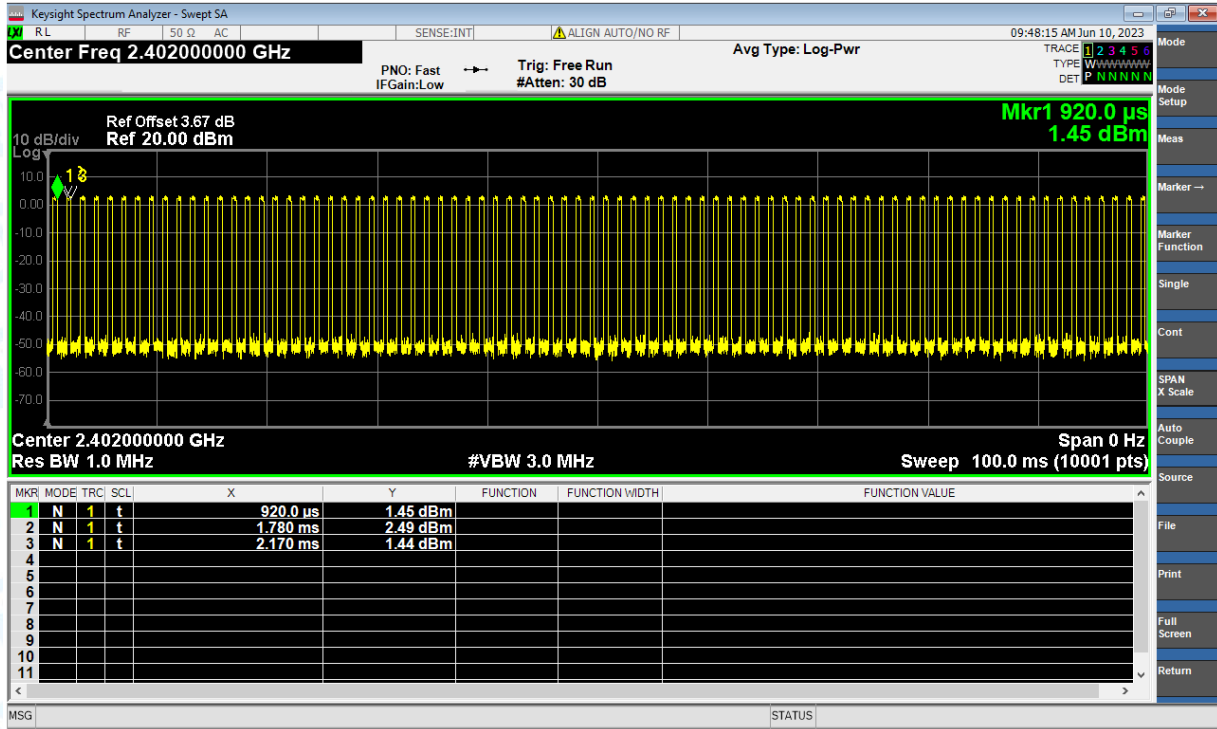 Keysight Spectrum Analyzer - Swept SA
LXI RL RF 50 Ω AC SENSE:INT ALIGN AUTO/NO RF 09:48:15 AM Jun 10, 2023
Center Freq 2.402000000 GHz
Avg Type: Log-Pwr
TRACE 1 2 3 4 5 6
TYPE WWWWWW
DET P N N N N N
PNO: Fast
IFGain:Low
Trig: Free Run
#Atten: 30 dB
Mkr1 920.0 µs
1.45 dBm
Ref Offset 3.67 dB
10 dB/div Ref 20.00 dBm
Log
10.0
0.00
-10.0
-20.0
-30.0
-40.0
-50.0
-60.0
-70.0
1
3
Center 2.402000000 GHz Span 0 Hz
Res BW 1.0 MHz #VBW 3.0 MHz Sweep 100.0 ms (10001 pts)
MKR MODE TRC SCL X Y FUNCTION FUNCTION WIDTH FUNCTION VALUE
1 N 1 t 920.0 µs 1.45 dBm
2 N 1 t 1.780 ms 2.49 dBm
3 N 1 t 2.170 ms 1.44 dBm
4
5
6
7
8
9
10
11
MSG STATUS
Mode
Mode
Setup
Meas
Marker→
Marker
Function
Single
Cont
SPAN
X Scale
Auto
Couple
Source
File
Print
Full
Screen
Return